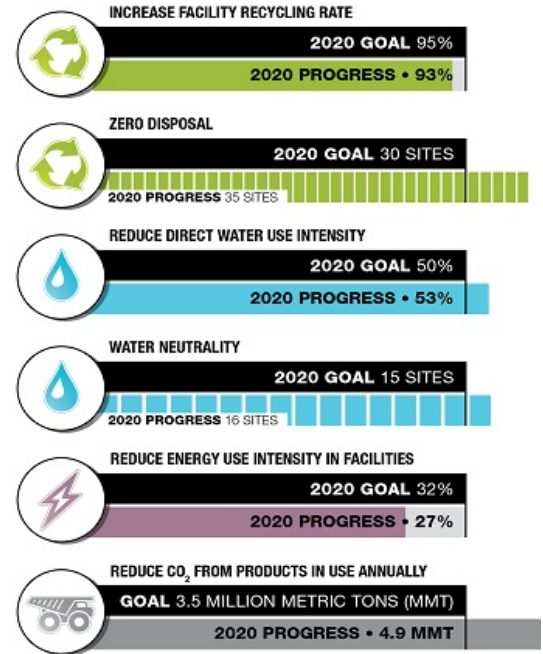 INCREASE FACILITY RECYCLING RATE
2020 GOAL 95%
2020 PROGRESS • 93%
ZERO DISPOSAL
2020 GOAL 30 SITES
2020 PROGRESS 35 SITES
REDUCE DIRECT WATER USE INTENSITY
2020 GOAL 50%
2020 PROGRESS • 53%
WATER NEUTRALITY
2020 GOAL 15 SITES
2020 PROGRESS 16 SITES
REDUCE ENERGY USE INTENSITY IN FACILITIES
2020 GOAL 32%
2020 PROGRESS • 27%
REDUCE CO₂ FROM PRODUCTS IN USE ANNUALLY
GOAL 3.5 MILLION METRIC TONS (MMT)
2020 PROGRESS • 4.9 MMT